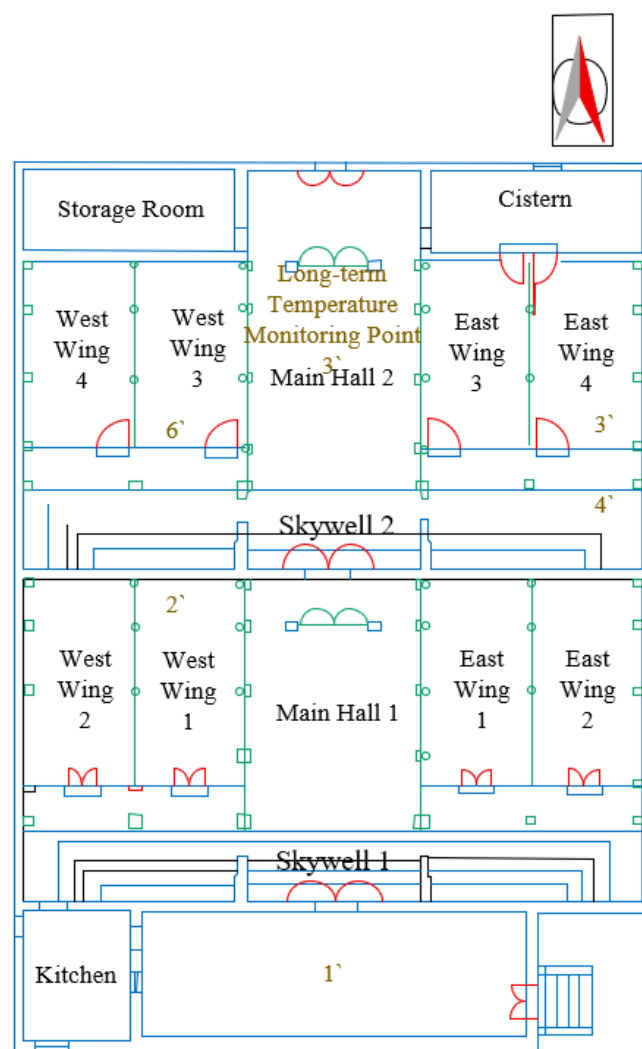 Storage Room
Cistern
Long-term
Temperature
Monitoring Point
3`
West
Wing
4
West
Wing
3
Main Hall 2
East
Wing
3
East
Wing
4
6`
3`
4`
Skywell 2
2`
West
Wing
2
West
Wing
1
Main Hall 1
East
Wing
1
East
Wing
2
Skywell 1
Kitchen
1`